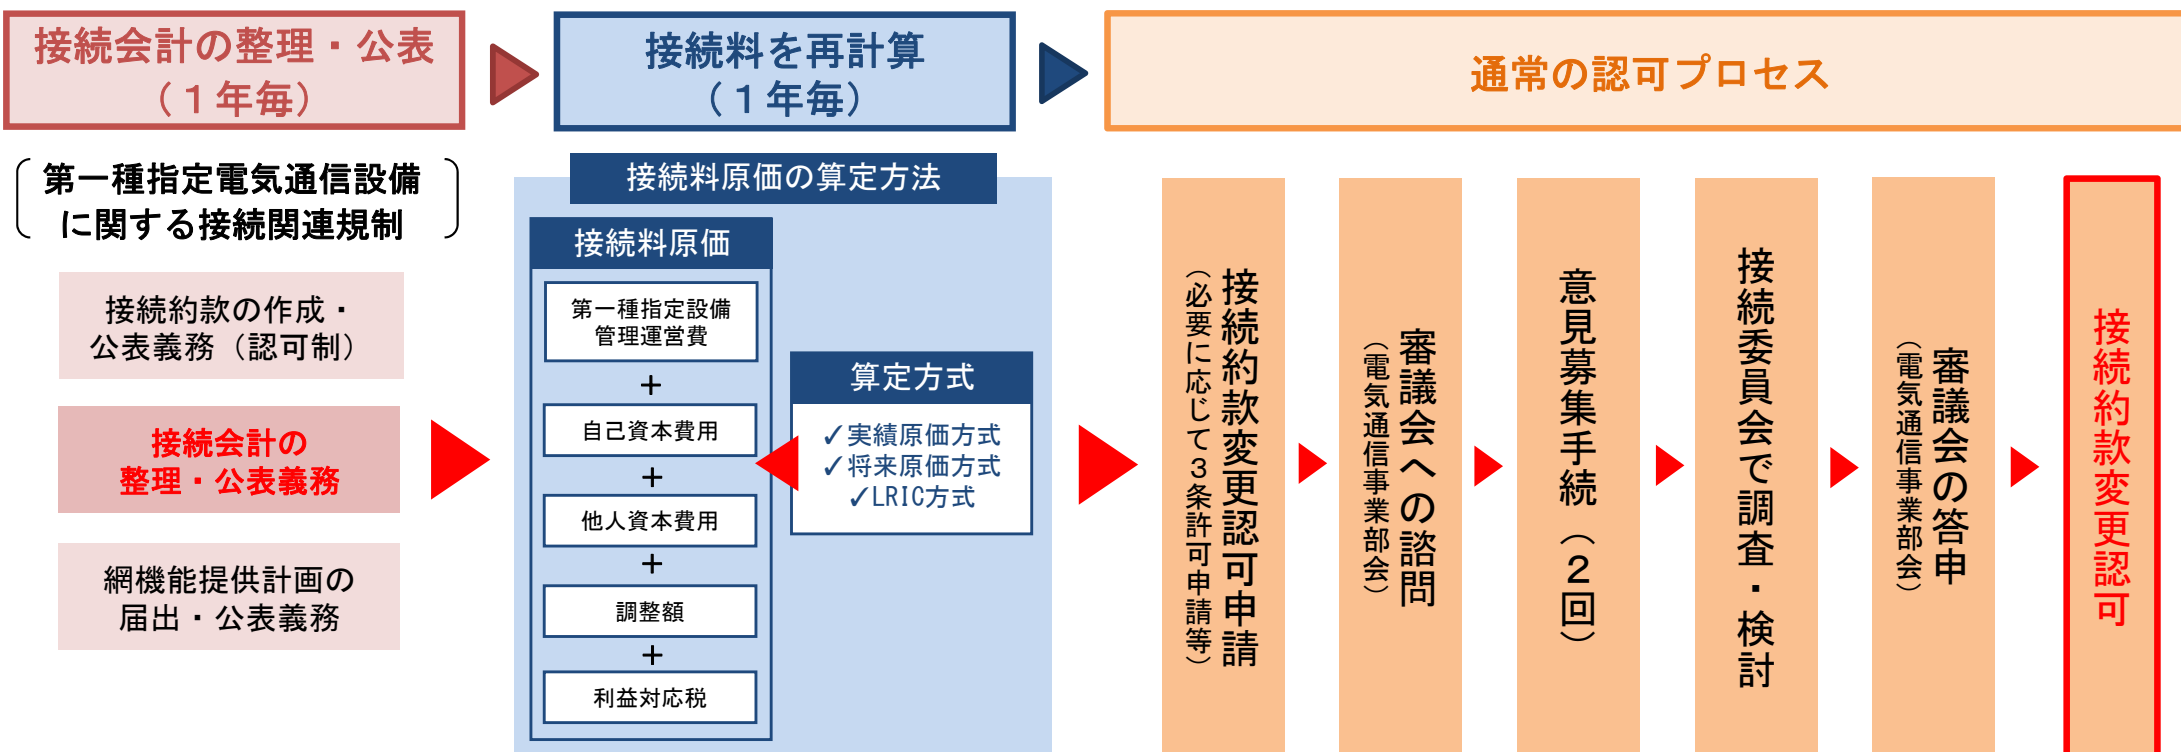 接続会計の整理・公表
（１年毎）
接続料を再計算
（１年毎）
通常の認可プロセス
第一種指定電気通信設備
に関する接続関連規制
接続約款の作成・
公表義務（認可制）
接続会計の
整理・公表義務
網機能提供計画の
届出・公表義務
接続料原価の算定方法
接続料原価
第一種指定設備
管理運営費
＋
自己資本費用
＋
他人資本費用
＋
調整額
＋
利益対応税
算定方式
✓実績原価方式
✓将来原価方式
✓LRIC方式
接続約款変更認可申請
（必要に応じて３条許可申請等）
審議会への諮問
（電気通信事業部会）
意見募集手続（２回）
接続委員会で調査・検討
審議会の答申
（電気通信事業部会）
接続約款変更認可